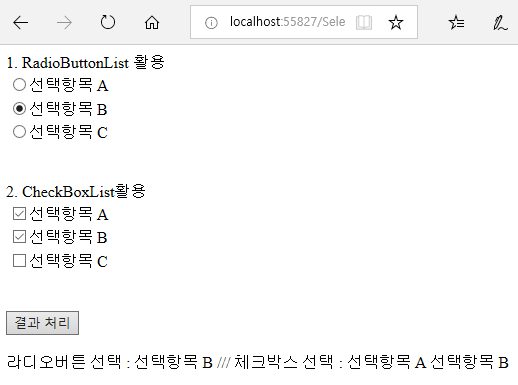 localhost:55827/Sele
1. RadioButtonList 활용
선택항목 A
선택항목 B
선택항목 C
2. CheckBoxList활용
선택항목 A
선택항목 B
선택항목 C
결과 처리
라디오버튼 선택 : 선택항목 B /// 체크박스 선택 : 선택항목 A 선택항목 B